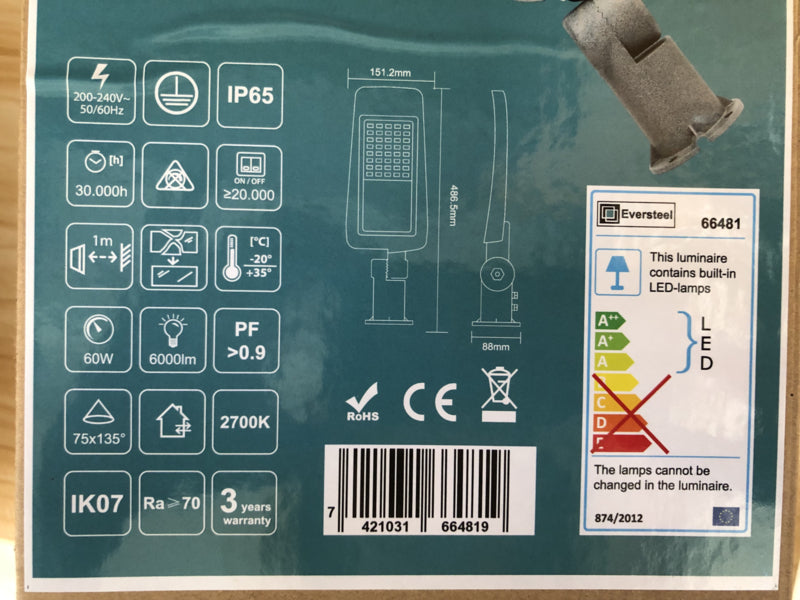 200-240V~
50/60Hz
IP65
[h]
30.000h
ON / OFF
≥20.000
1m
[°C]
-20°
+35°
60W
6000lm
PF
>0.9
75x135°
2700K
IK07
Ra≥70
3 years
warranty
151.2mm
486.5mm
88mm
RoHS
CE
7 421031 664819
Eversteel
66481
This luminaire
contains built-in
LED-lamps
A++
A+
A
C
D
L
E
D
The lamps cannot be
changed in the luminaire.
874/2012